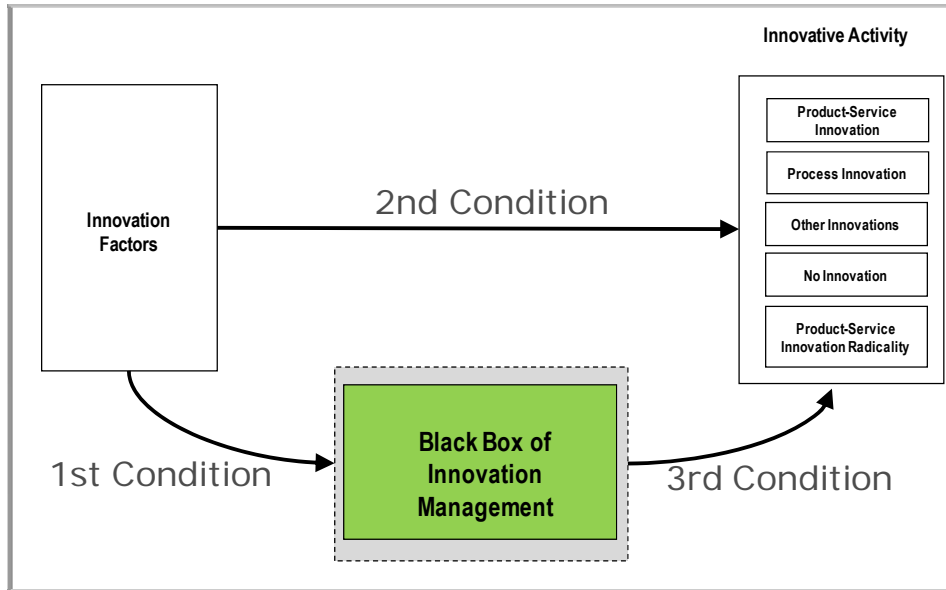 Innovative Activity
Product-Service
Innovation
Process Innovation
Other Innovations
No Innovation
Product-Service
Innovation Radicality
Innovation
Factors
2nd Condition
1st Condition
Black Box of
Innovation
Management
3rd Condition